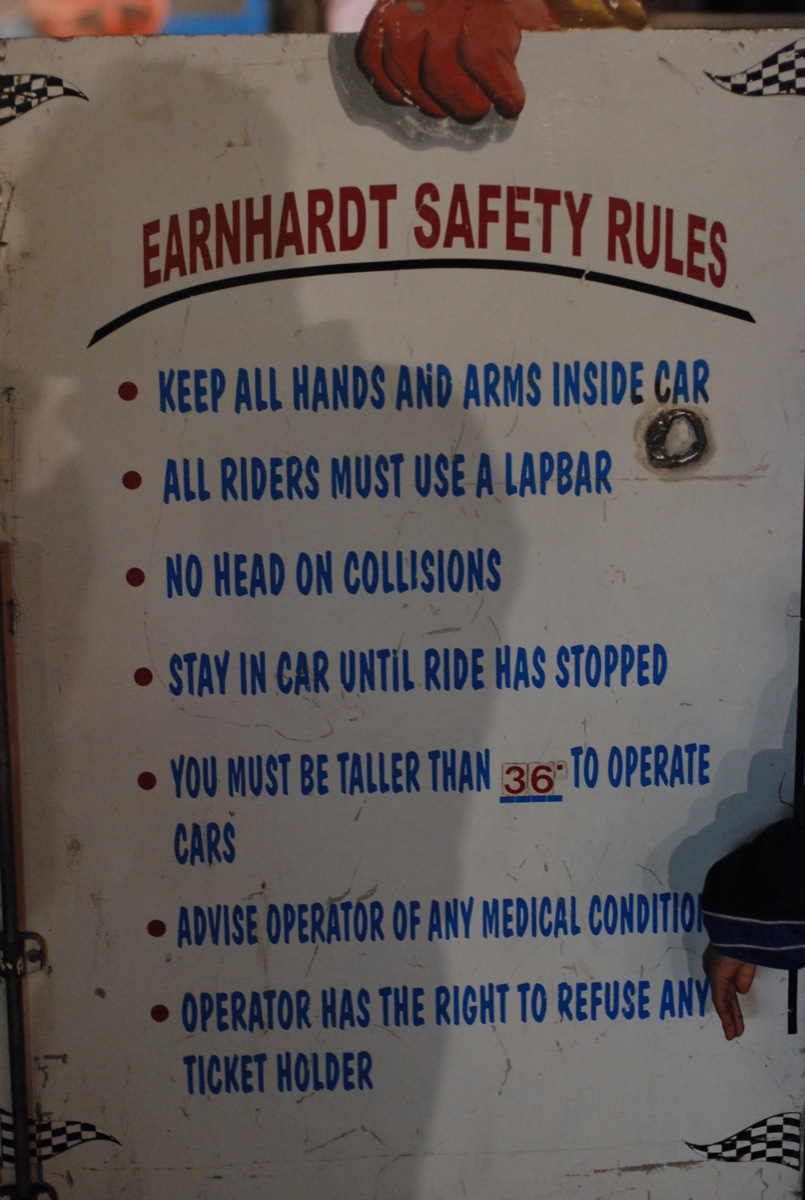 EARNHARDT SAFETY RULES
• KEEP ALL HANDS AND ARMS INSIDE CAR
• ALL RIDERS MUST USE A LAPBAR
• NO HEAD ON COLLISIONS
• STAY IN CAR UNTIL RIDE HAS STOPPED
• YOU MUST BE TALLER THAN 36" TO OPERATE
CARS
• ADVISE OPERATOR OF ANY MEDICAL CONDITION
• OPERATOR HAS THE RIGHT TO REFUSE ANY
TICKET HOLDER